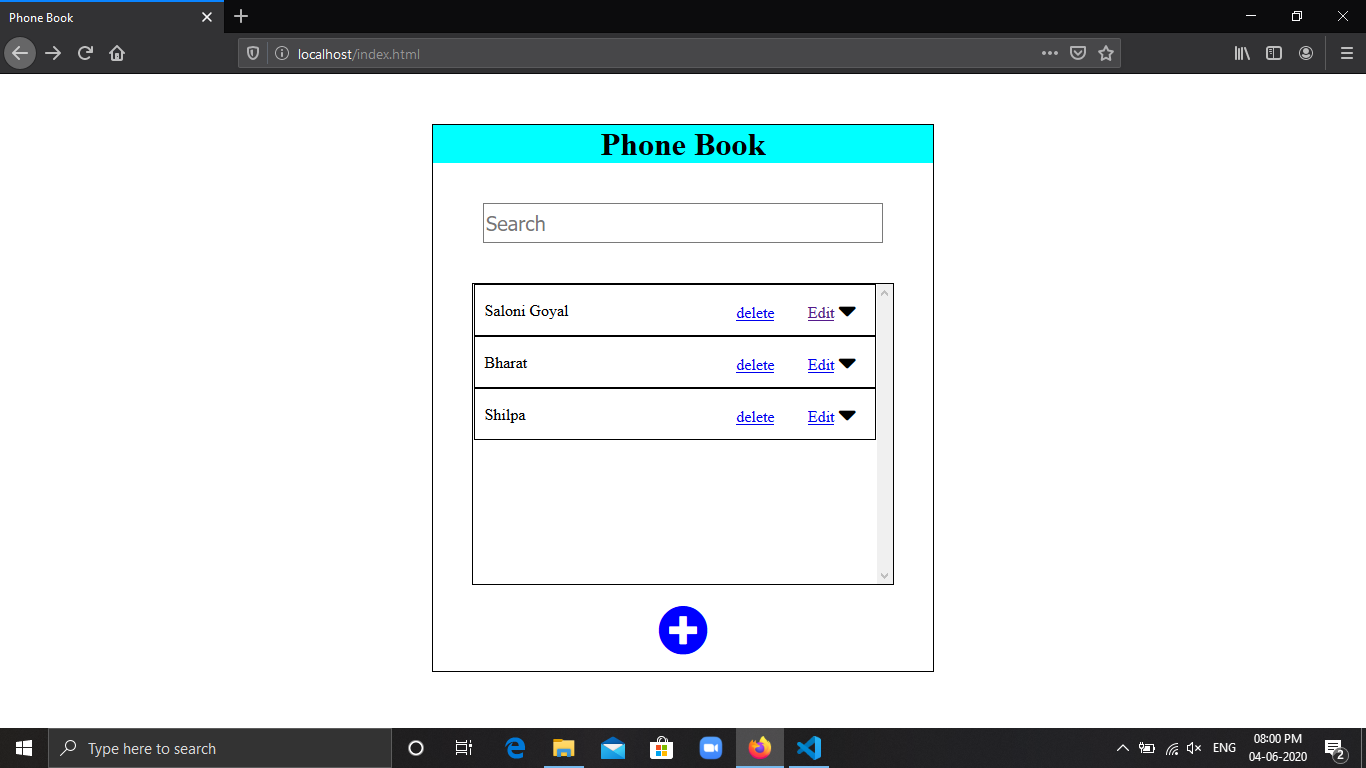 Phone Book
localhost/index.html
Phone Book
Search
Saloni Goyal delete Edit
Bharat delete Edit
Shilpa delete Edit
Type here to search
ENG
08:00 PM
04-06-2020
2